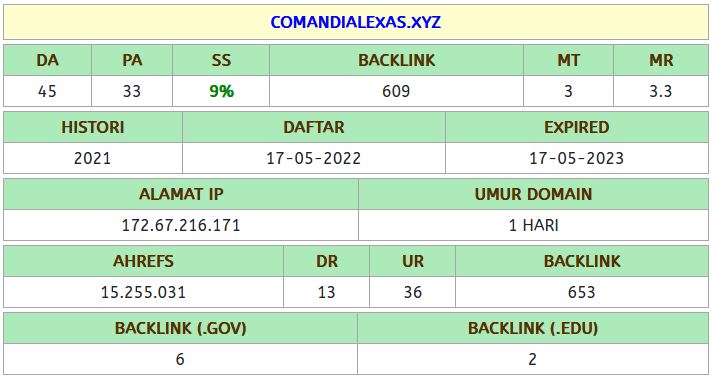 COMANDIALEXAS.XYZ
DA PA SS BACKLINK MT MR
45 33 9% 609 3 3.3
HISTORI DAFTAR EXPIRED
2021 17-05-2022 17-05-2023
ALAMAT IP UMUR DOMAIN
172.67.216.171 1 HARI
AHREFS DR UR BACKLINK
15.255.031 13 36 653
BACKLINK (.GOV) BACKLINK (.EDU)
6 2